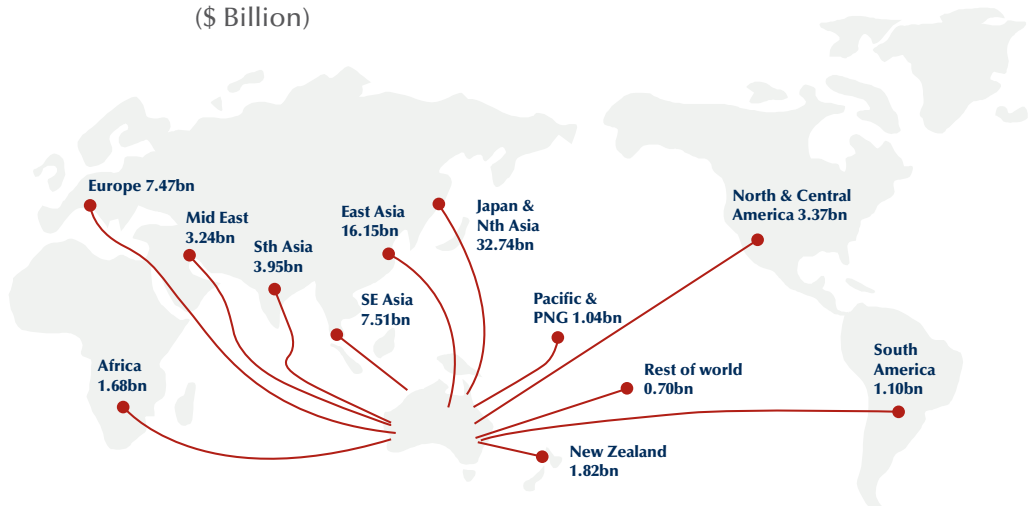 ($ Billion)
Europe 7.47bn
Mid East
3.24bn
Sth Asia
3.95bn
East Asia
16.15bn
Japan &
Nth Asia
32.74bn
North & Central
America 3.37bn
SE Asia
7.51bn
Pacific &
PNG 1.04bn
Africa
1.68bn
Rest of world
0.70bn
South
America
1.10bn
New Zealand
1.82bn